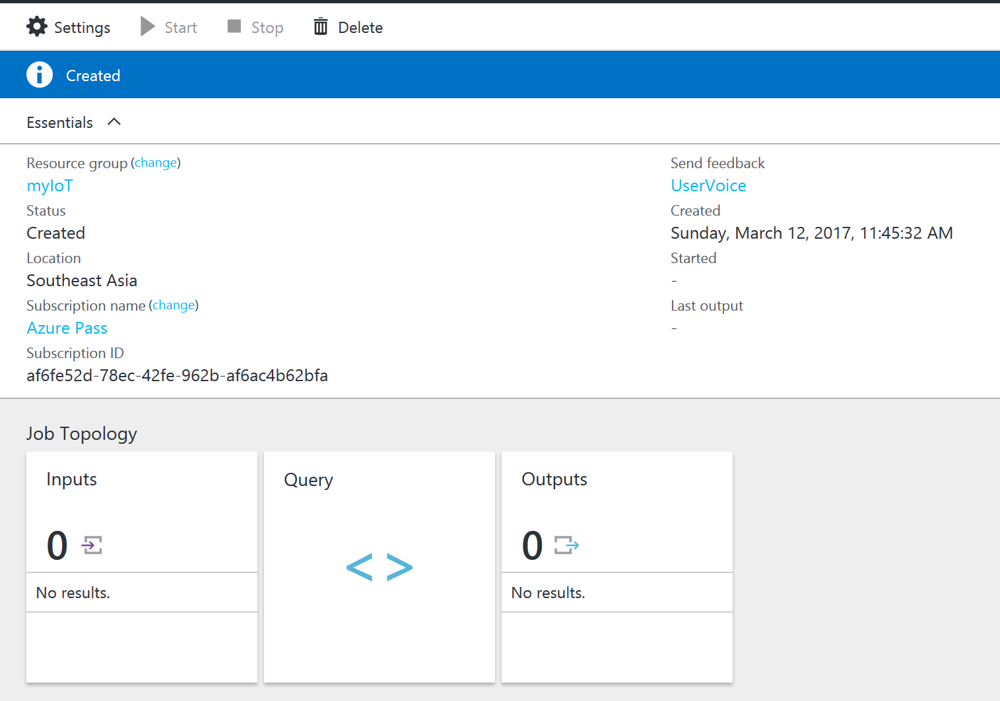 Settings Start Stop Delete
Created
Essentials
Resource group (change)
myIoT
Status
Created
Location
Southeast Asia
Subscription name (change)
Azure Pass
Subscription ID
af6fe52d-78ec-42fe-962b-af6ac4b62bfa
Send feedback
UserVoice
Created
Sunday, March 12, 2017, 11:45:32 AM
Started
-
Last output
-
Job Topology
Inputs
0
No results.
Query
< >
Outputs
0
No results.